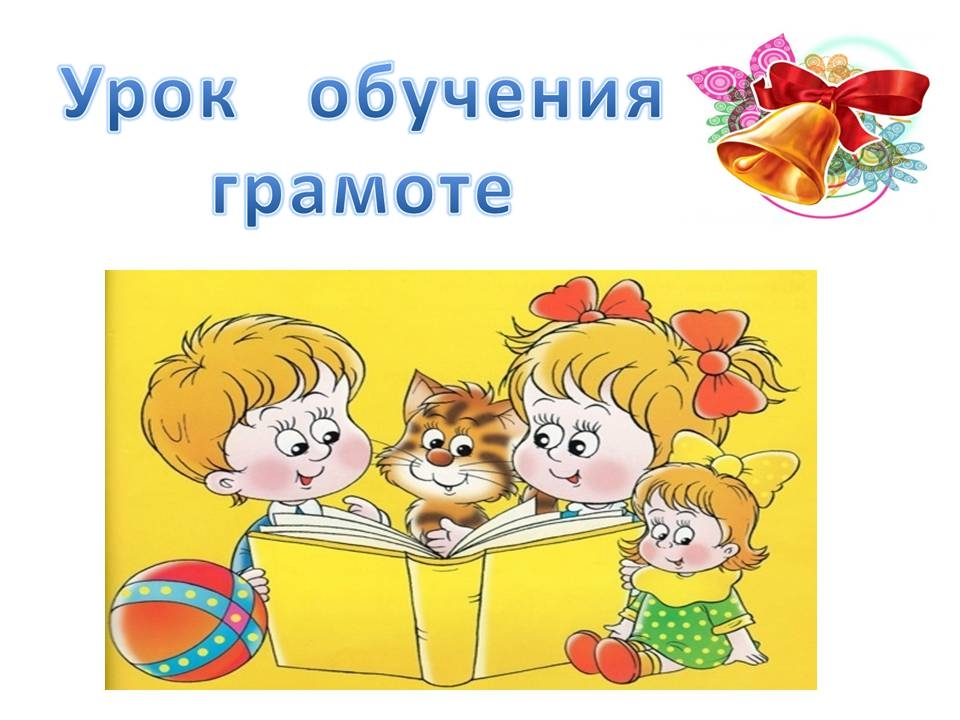 Урок обучения
грамоте